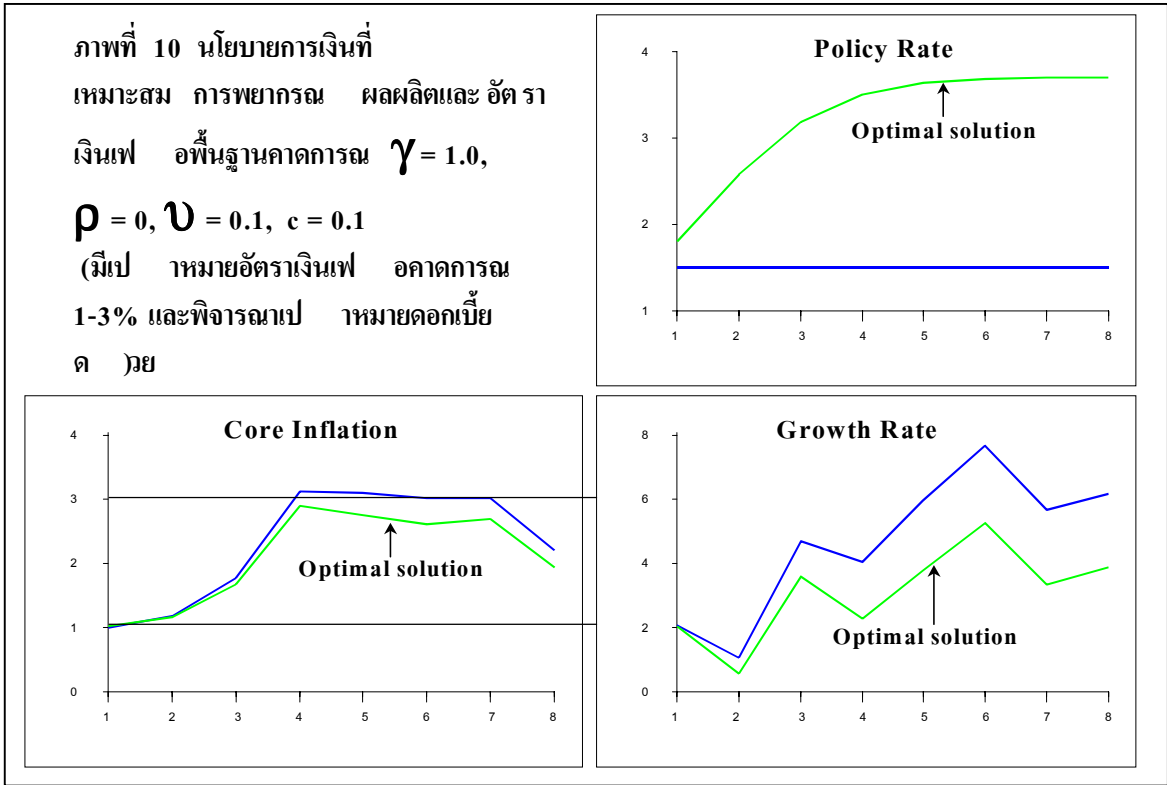 ภาพที่ 10 นโยบายการเงินที่
เหมาะสม การพยากรณ ผลผลิตและ อัต รา
เงินเฟ อพื้นฐานคาดการณ γ = 1.0,
ρ = 0, υ = 0.1, c = 0.1
(มีเป าหมายอัตราเงินเฟ อคาดการณ
1-3% และพิจารณาเป าหมายดอกเบี้ย
ด )วย
Policy Rate
4
3
2
1
Optimal solution
1 2 3 4 5 6 7 8
Core Inflation
4
3
2
1
0
Optimal solution
1 2 3 4 5 6 7 8
Growth Rate
8
6
4
2
0
Optimal solution
1 2 3 4 5 6 7 8